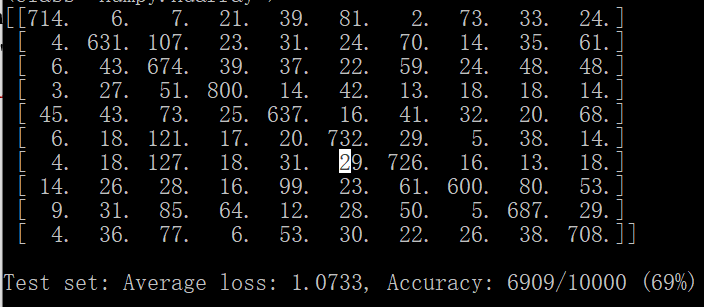 [[714. 6. 7. 21. 39. 81. 2. 73. 33. 24.]
[ 4. 631. 107. 23. 31. 24. 70. 14. 35. 61.]
[ 6. 43. 674. 39. 37. 22. 59. 24. 48. 48.]
[ 3. 27. 51. 800. 14. 42. 13. 18. 18. 14.]
[ 45. 43. 73. 25. 637. 16. 41. 32. 20. 68.]
[ 6. 18. 121. 17. 20. 732. 29. 5. 38. 14.]
[ 4. 18. 127. 18. 31. 29. 726. 16. 13. 18.]
[ 14. 26. 28. 16. 99. 23. 61. 600. 80. 53.]
[ 9. 31. 85. 64. 12. 28. 50. 5. 687. 29.]
[ 4. 36. 77. 6. 53. 30. 22. 26. 38. 708.]]
Test set: Average loss: 1.0733, Accuracy: 6909/10000 (69%)